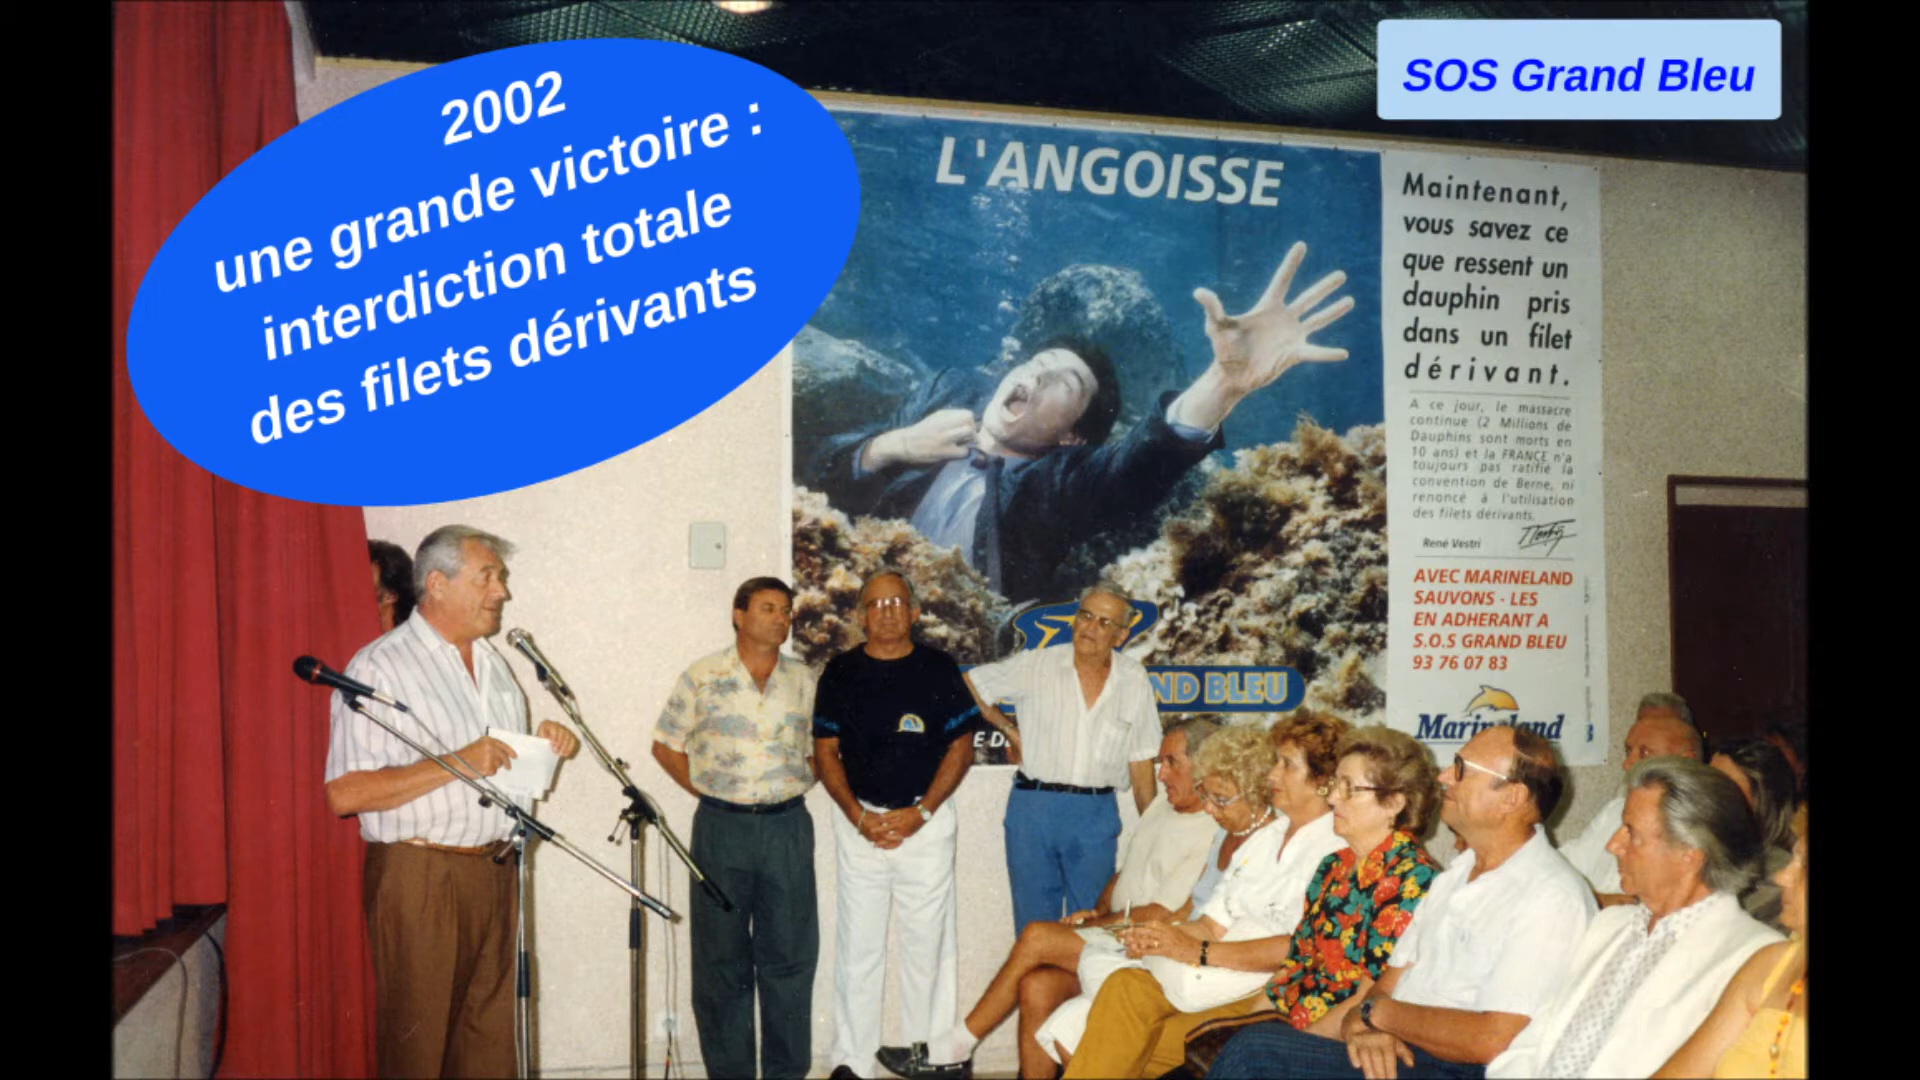 2002
une grande victoire :
interdiction totale
des filets dérivants
SOS Grand Bleu
L'ANGOISSE
Maintenant,
vous savez ce
que ressent un
dauphin pris
dans un filet
dérivant.
A ce jour, le massacre
continue (2 Millions de
Dauphins sont morts en
10 ans) et la FRANCE n'a
toujours pas ratifié la
convention de Berne, ni
renoncé à l'utilisation
des filets dérivants.
René Vestri
AVEC MARINELAND
SAUVONS - LES
EN ADHERANT A
S.O.S GRAND BLEU
93 76 07 83
Marineland
ND BLEU
E D